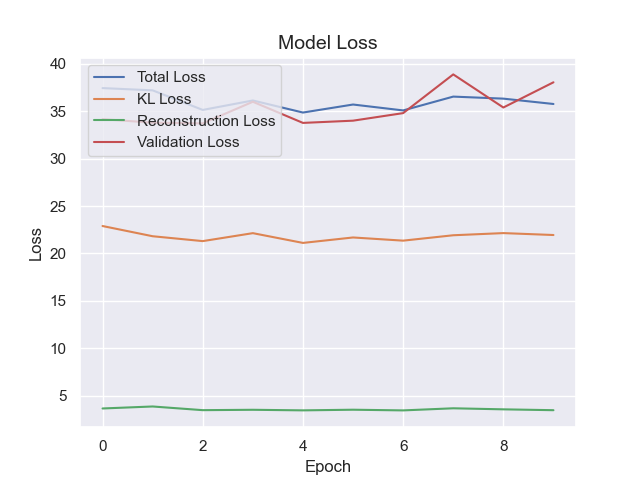 Model Loss
Total Loss
KL Loss
Reconstruction Loss
Validation Loss
40
35
30
25
20
15
10
5
Loss
0 2 4 6 8
Epoch